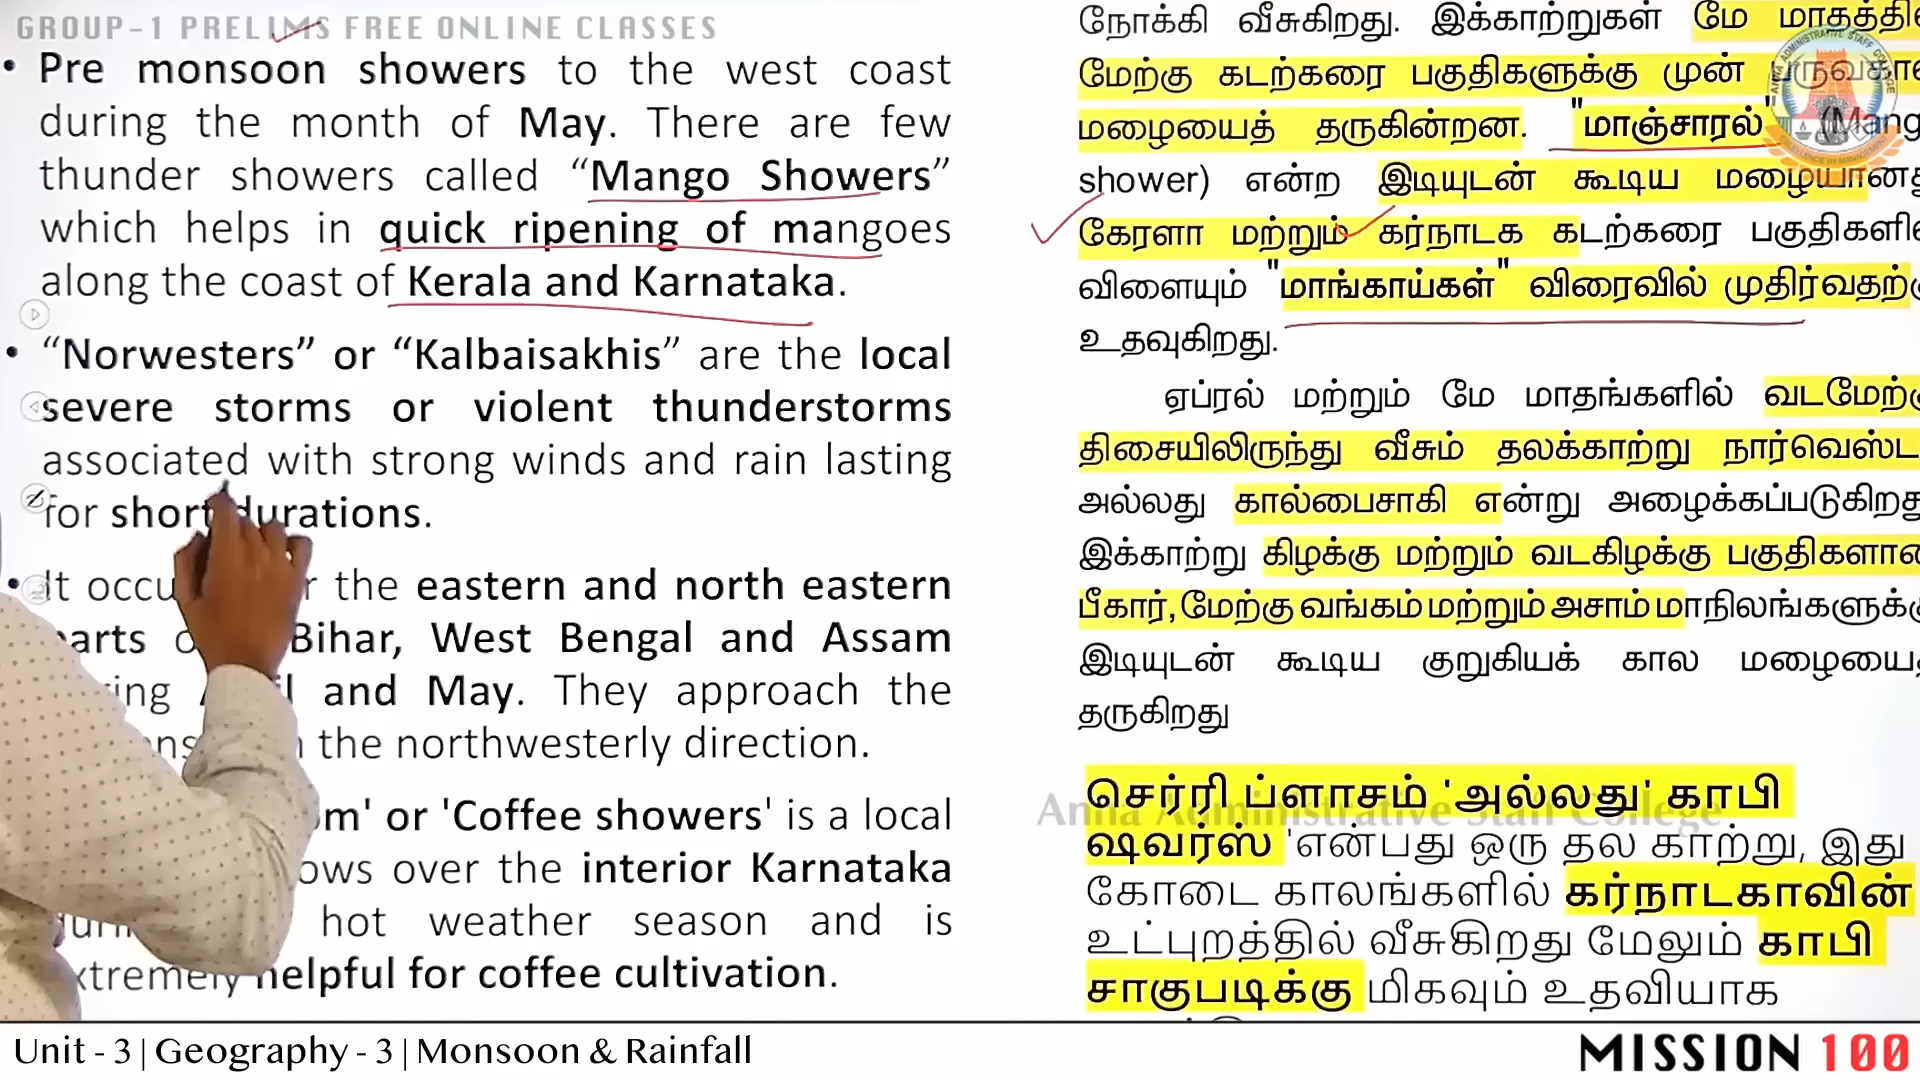 GROUP-1 PRELIMS FREE ONLINE CLASSES
• Pre monsoon showers to the west coast
during the month of May. There are few
thunder showers called “Mango Showers”
which helps in quick ripening of mangoes
along the coast of Kerala and Karnataka.
• “Norwesters” or “Kalbaisakhis” are the local
severe storms or violent thunderstorms
associated with strong winds and rain lasting
for short durations.
• It the eastern and north eastern
Bihar, West Bengal and Assam
and May. They approach the
the northwesterly direction.
or 'Coffee showers' is a local
over the interior Karnataka
hot weather season and is
helpful for coffee cultivation.
நோக்கி வீசுகிறது. இக்காற்றுகள் மே
மேற்கு கடற்கரை பகுதிகளுக்கு முன்
மழையைத் தருகின்றன. "மாஞ்சாரல்"
shower) என்ற இடியுடன் கூடிய
கேரளா மற்றும் கர்நாடக கடற்கரை
விளையும் "மாங்காய்கள்" விரைவில்
உதவுகிறது.
ஏப்ரல் மற்றும் மே மாதங்களில்
திசையிலிருந்து வீசும் தலக்காற்று
அல்லது கால்பைசாகி என்று
இக்காற்று கிழக்கு மற்றும் வடகிழக்கு
பீகார், மேற்கு வங்கம் மற்றும் அசாம்
இடியுடன் கூடிய குறுகியக் கால
தருகிறது
செர்ரி ப்ளாசம் 'அல்லது' காபி
ஷவர்ஸ் 'என்பது ஒரு தல காற்று, இது
கோடை காலங்களில் கர்நாடகாவின்
உட்புறத்தில் வீசுகிறது மேலும் காபி
சாகுபடிக்கு மிகவும் உதவியாக
Anna Administrative Staff College
Unit - 3 | Geography - 3 | Monsoon & Rainfall
MISSION 100